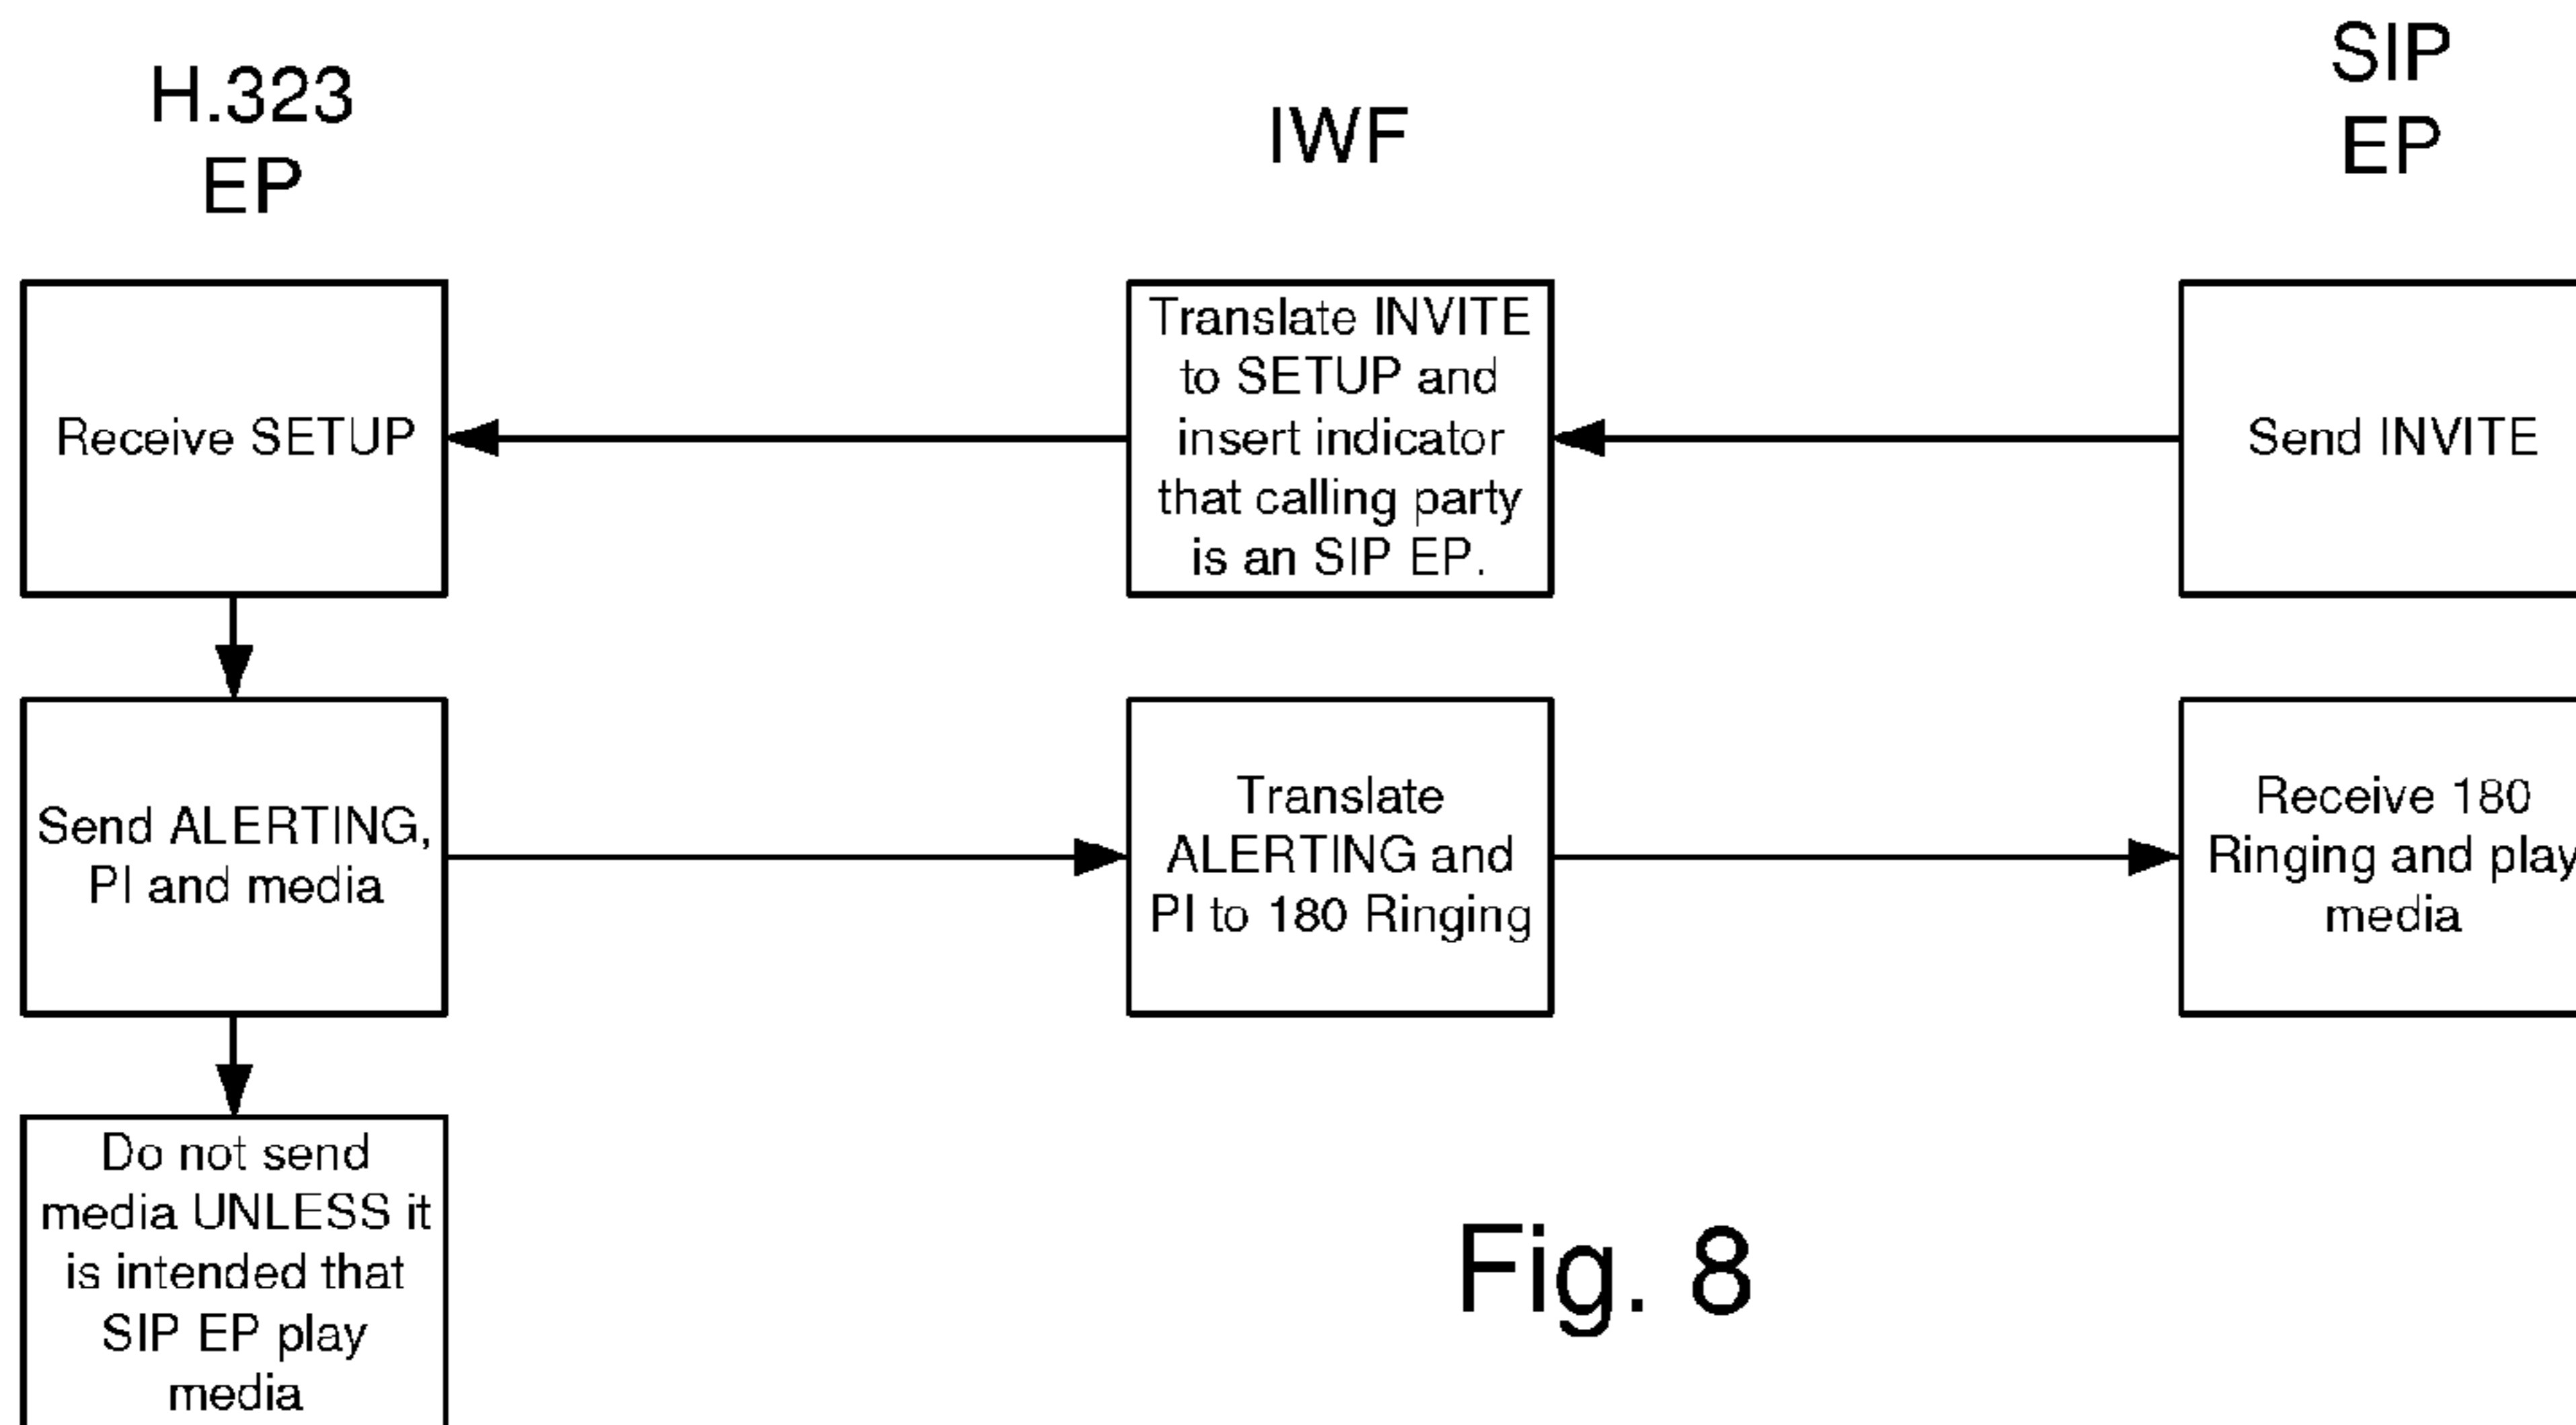 H.323
EP
IWF
SIP
EP
Receive SETUP
Translate INVITE
to SETUP and
insert indicator
that calling party
is an SIP EP.
Send INVITE
Send ALERTING,
PI and media
Translate
ALERTING and
PI to 180 Ringing
Receive 180
Ringing and play
media
Do not send
media UNLESS it
is intended that
SIP EP play
media
Fig. 8